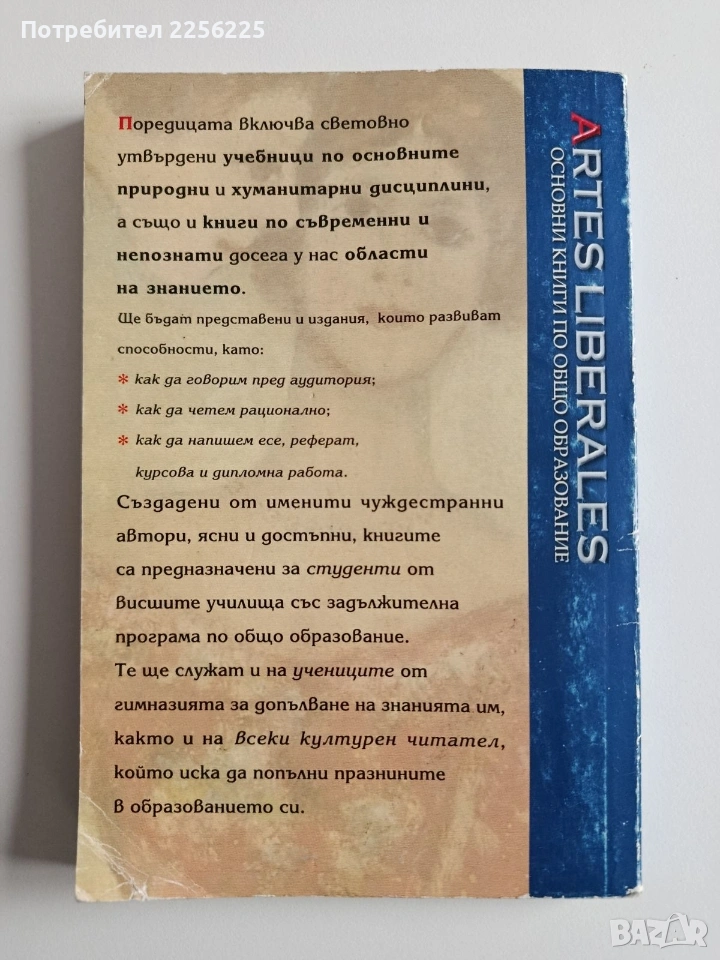 Потребител 2256225
Поредицата включва световно
утвърдени учебници по основните
природни и хуманитарни дисциплини,
а също и книги по съвременни и
непознати досега у нас области
на знанието.
Ще бъдат представени и издания, които развиват
способности, като:
* как да говорим пред аудитория;
* как да четем рационално;
* как да напишем есе, реферат,
курсова и дипломна работа.
Създадени от именити чуждестранни
автори, ясни и достъпни, книгите
са предназначени за студенти от
висшите училища със задължителна
програма по общо образование.
Те ще служат и на учениците от
гимназията за допълване на знанията им,
както и на всеки културен читател,
който иска да попълни празнините
в образованието си.
ARTES LIBERALES
ОСНОВНИ КНИГИ ПО ОБЩО ОБРАЗОВАНИЕ
BAZAR